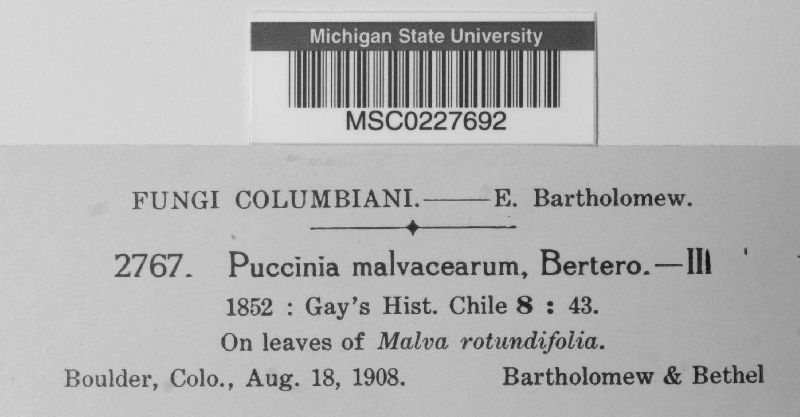 Michigan State University
MSC0227692
FUNGI COLUMBIANI.——E. Bartholomew.
2767. Puccinia malvacearum, Bertero.—III
1852 : Gay's Hist. Chile 8 : 43.
On leaves of Malva rotundifolia.
Boulder, Colo., Aug. 18, 1908. Bartholomew & Bethel